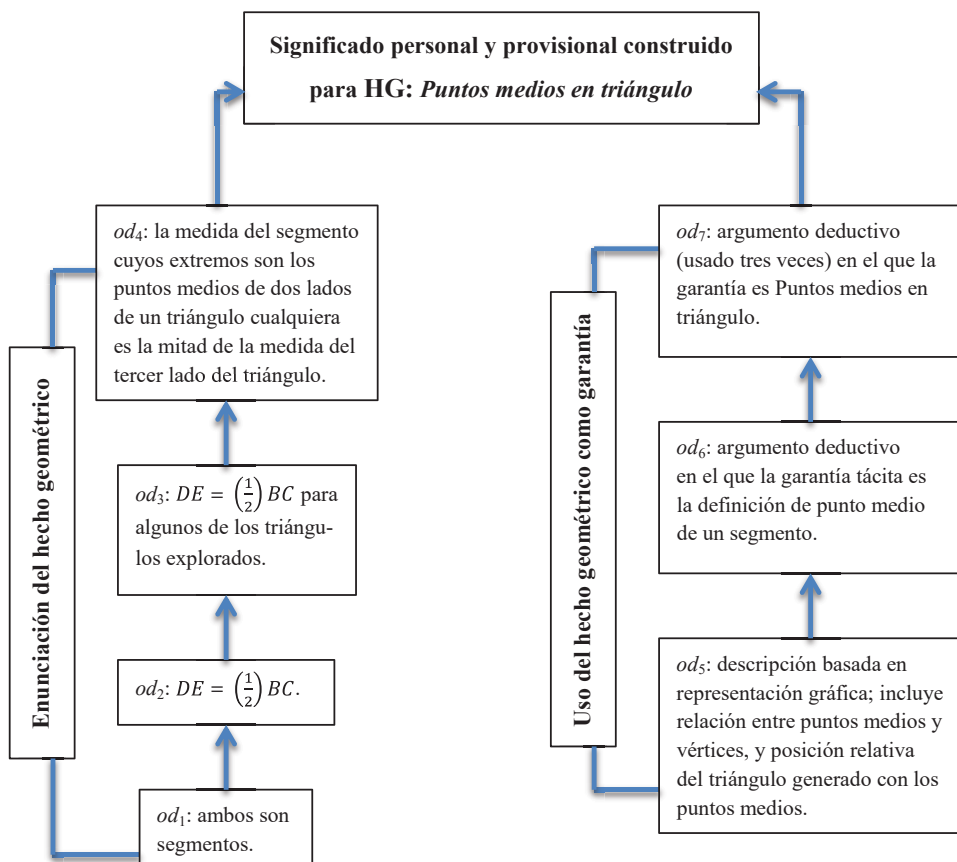 Significado personal y provisional construido
para HG: Puntos medios en triángulo
Enunciación del hecho geométrico
od₄: la medida del segmento
cuyos extremos son los
puntos medios de dos lados
de un triángulo cualquiera
es la mitad de la medida del
tercer lado del triángulo.
od₃: DE = (1/2) BC para
algunos de los triángu-
los explorados.
od₂: DE = (1/2) BC.
od₁: ambos son
segmentos.
Uso del hecho geométrico como garantía
od₇: argumento deductivo
(usado tres veces) en el que la
garantía es Puntos medios en
triángulo.
od₆: argumento deductivo
en el que la garantía tácita es
la definición de punto medio
de un segmento.
od₅: descripción basada en
representación gráfica; incluye
relación entre puntos medios y
vértices, y posición relativa
del triángulo generado con los
puntos medios.